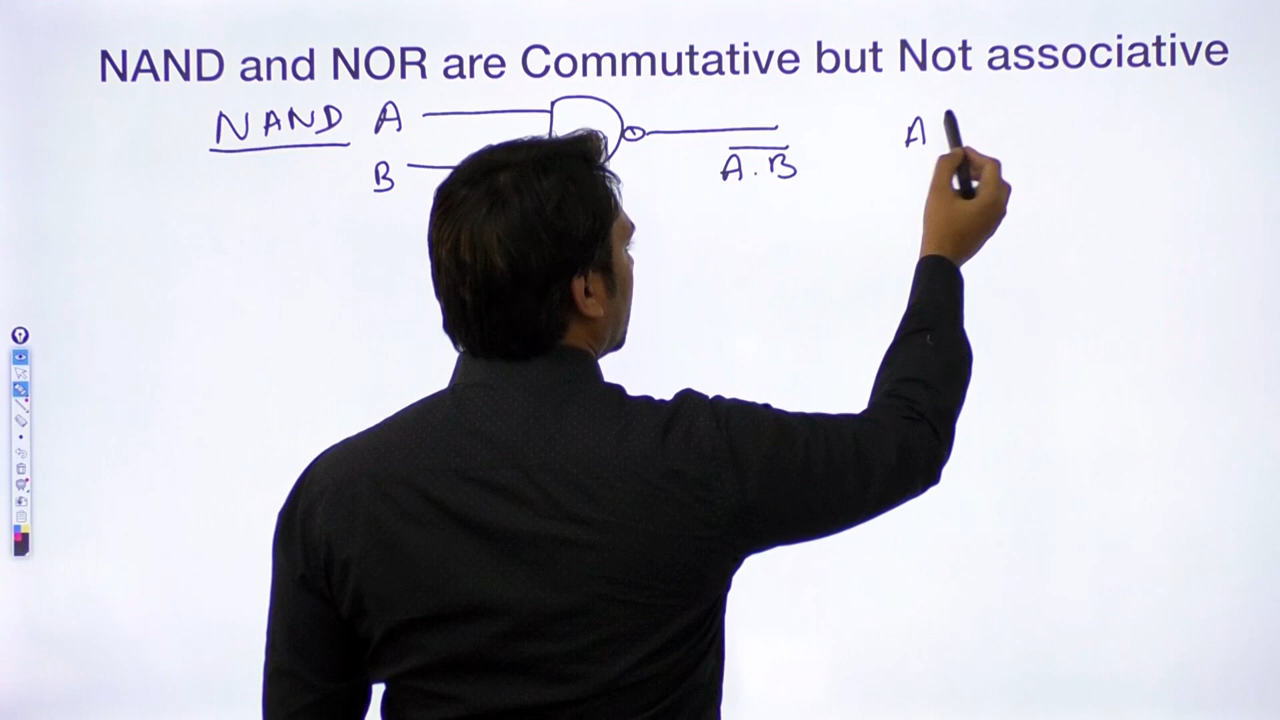 NAND and NOR are Commutative but Not associative
NAND A
A
B
A.B